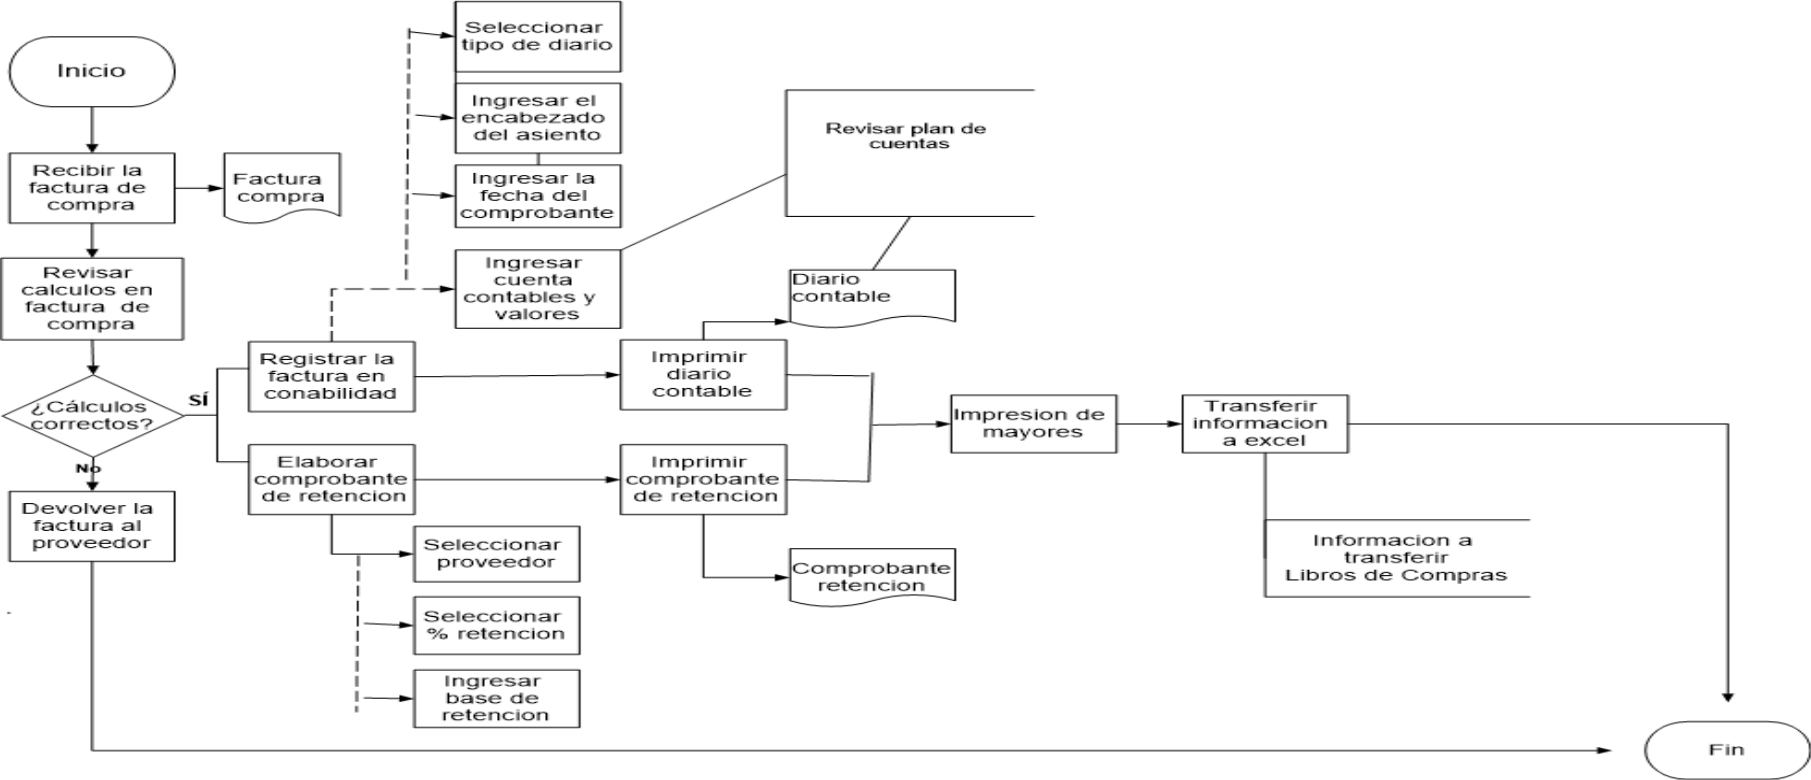 Inicio
Recibir la
factura de
compra
Factura
compra
Revisar
calculos en
factura de
compra
¿Cálculos
correctos?
SÍ
No
Devolver la
factura al
proveedor
Seleccionar
tipo de diario
Ingresar el
encabezado
del asiento
Ingresar la
fecha del
comprobante
Ingresar
cuenta
contables y
valores
Revisar plan de
cuentas
Diario
contable
Registrar la
factura en
conabilidad
Imprimir
diario
contable
Elaborar
comprobante
de retencion
Imprimir
comprobante
de retencion
Seleccionar
proveedor
Seleccionar
% retencion
Ingresar
base de
retencion
Comprobante
retencion
Impresion de
mayores
Transferir
informacion
a excel
Informacion a
transferir
Libros de Compras
Fin